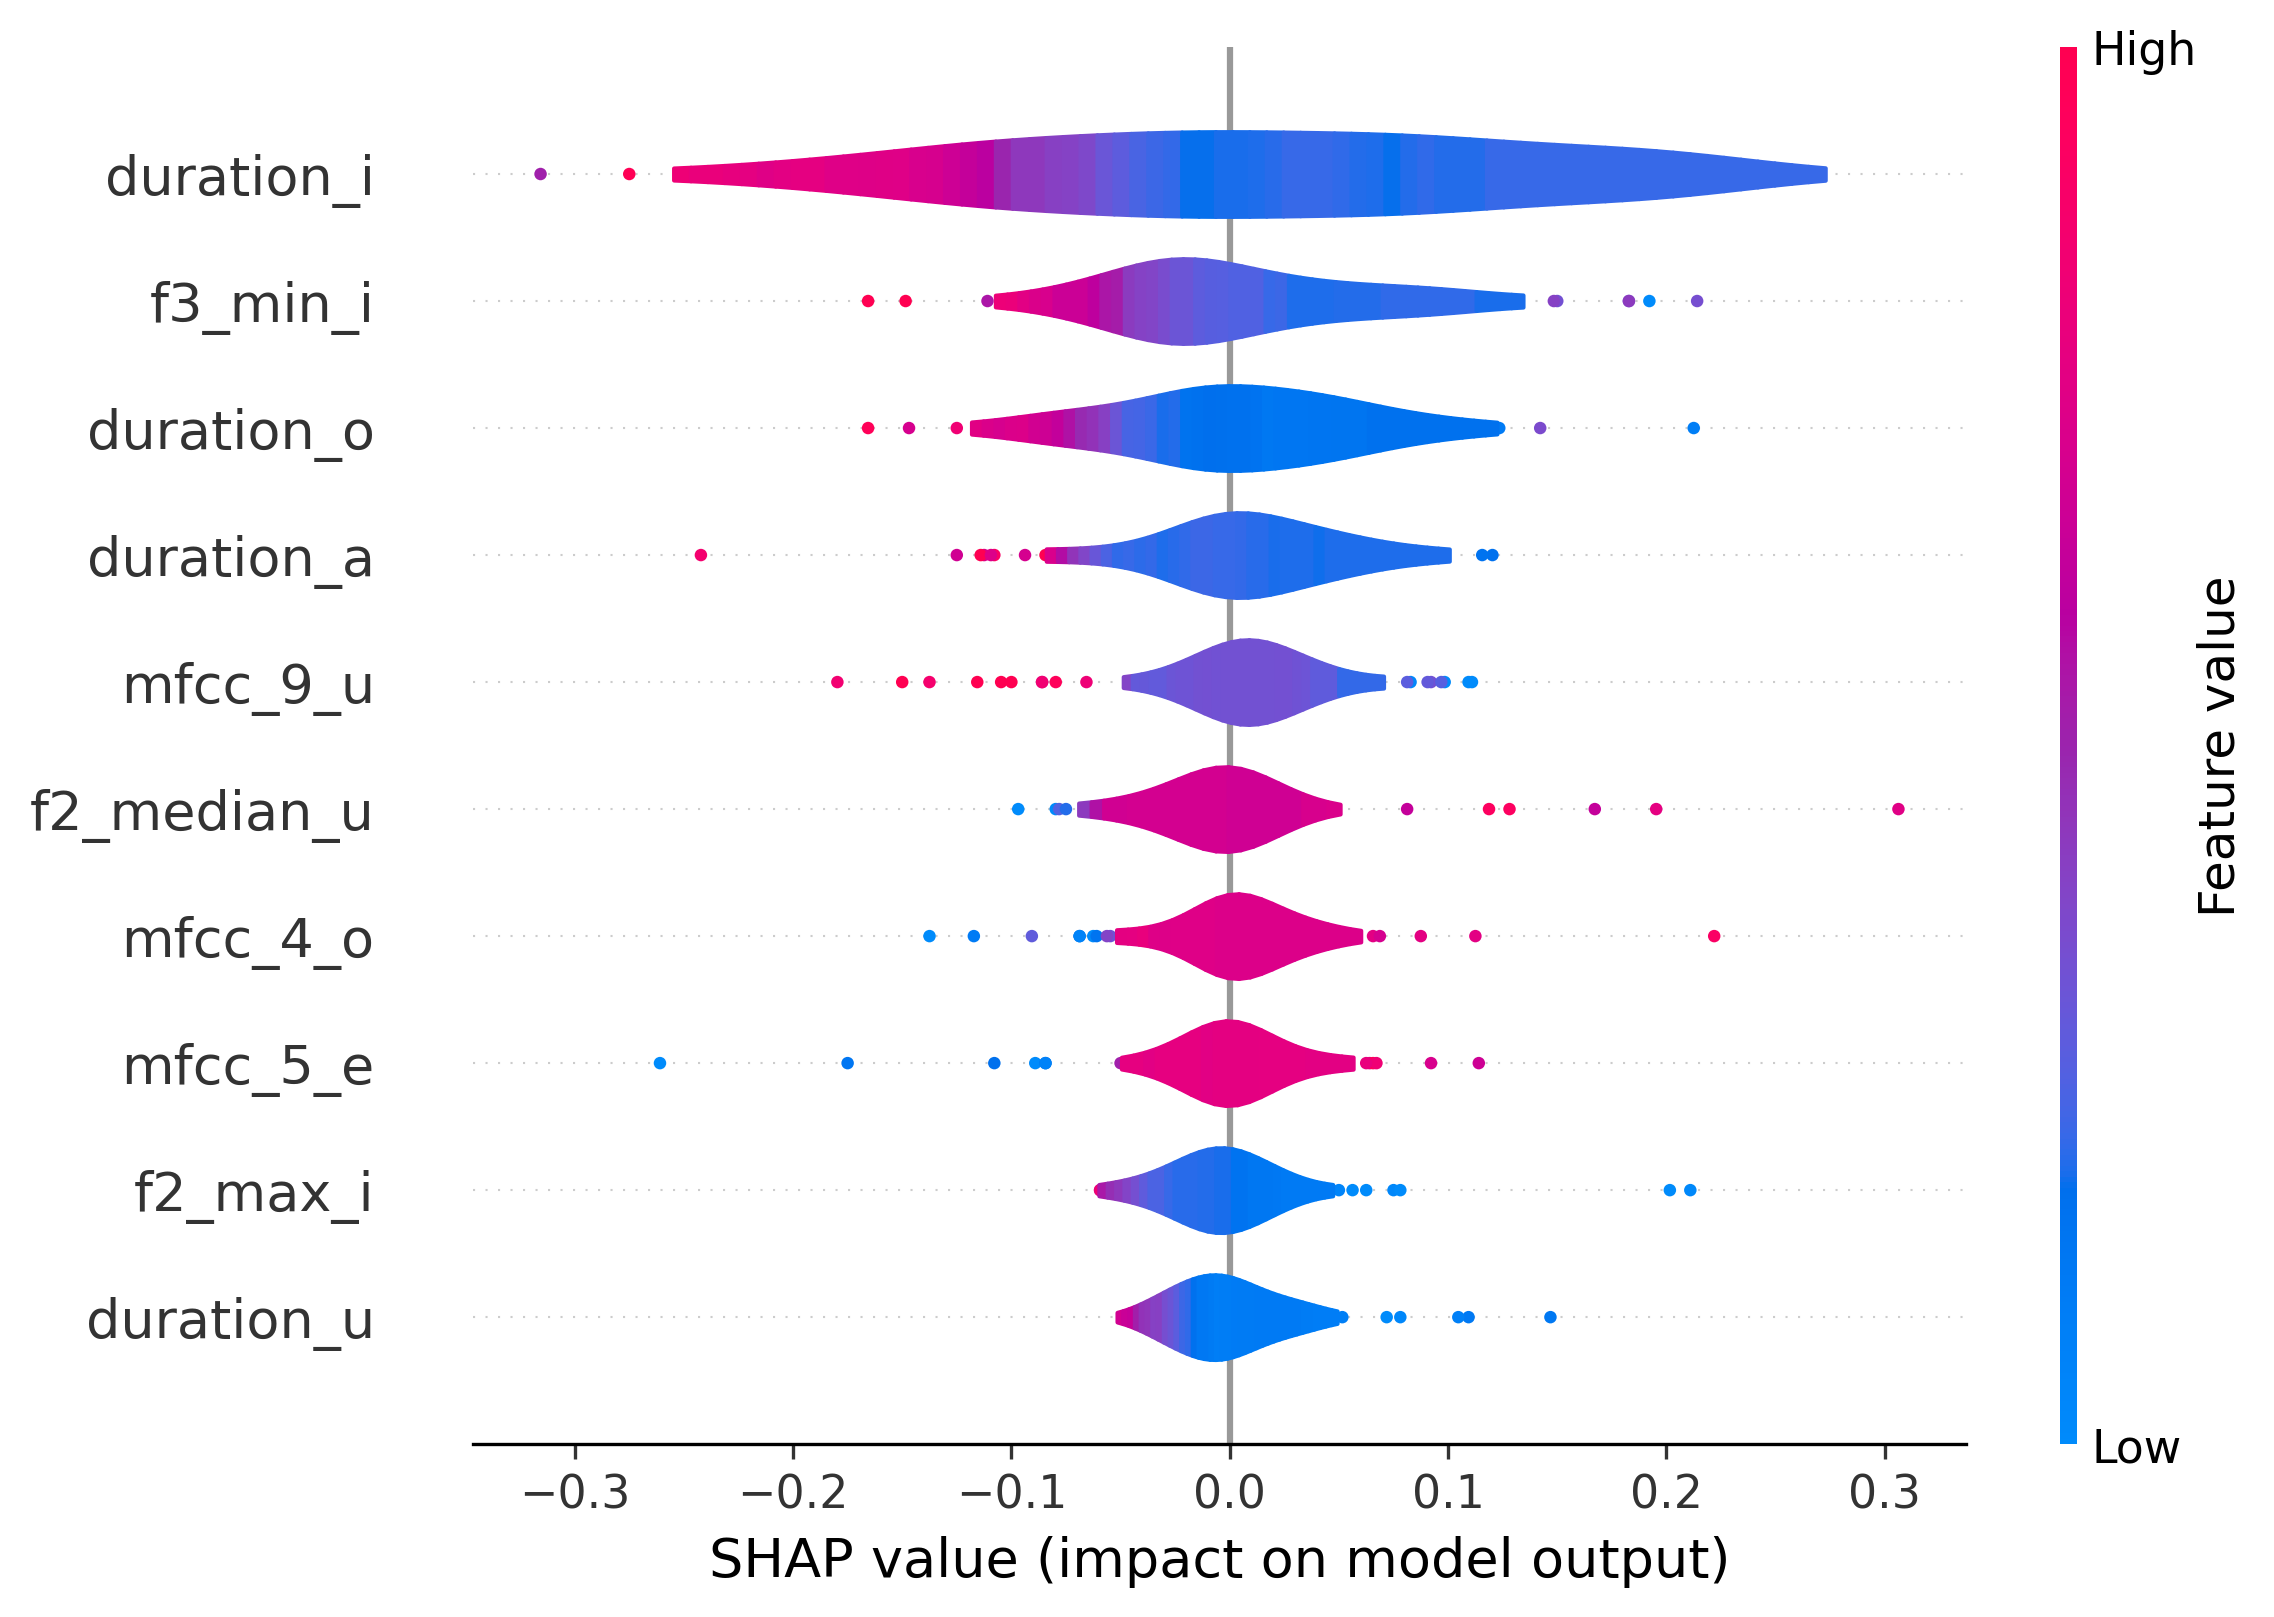 High
duration_i
f3_min_i
duration_o
duration_a
mfcc_9_u
f2_median_u
mfcc_4_o
mfcc_5_e
f2_max_i
duration_u
Feature value
Low
−0.3 −0.2 −0.1 0.0 0.1 0.2 0.3
SHAP value (impact on model output)